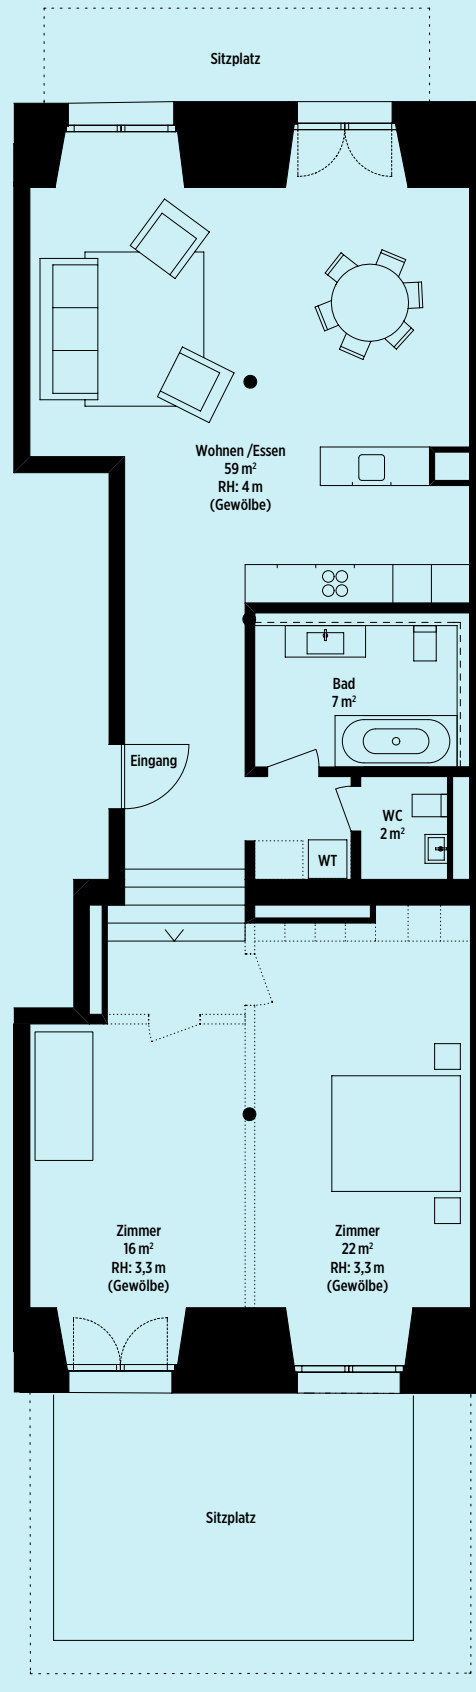 Sitzplatz
Wohnen /Essen
59 m²
RH: 4 m
(Gewölbe)
Bad
7 m²
Eingang
WC
2 m²
WT
Zimmer
16 m²
RH: 3,3 m
(Gewölbe)
Zimmer
22 m²
RH: 3,3 m
(Gewölbe)
Sitzplatz